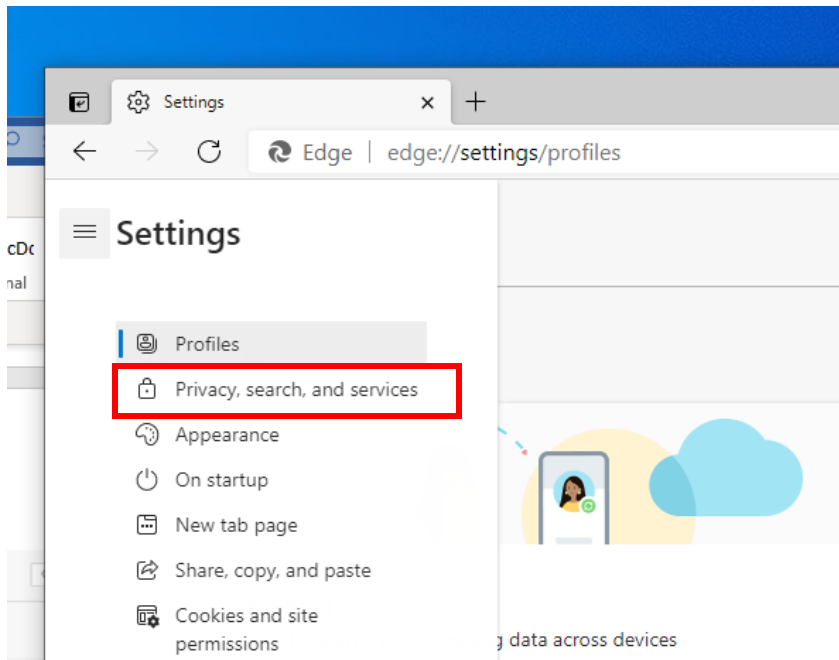 Settings
Edge | edge://settings/profiles
Settings
nal
Profiles
Privacy, search, and services
Appearance
On startup
New tab page
Share, copy, and paste
Cookies and site
permissions
data across devices